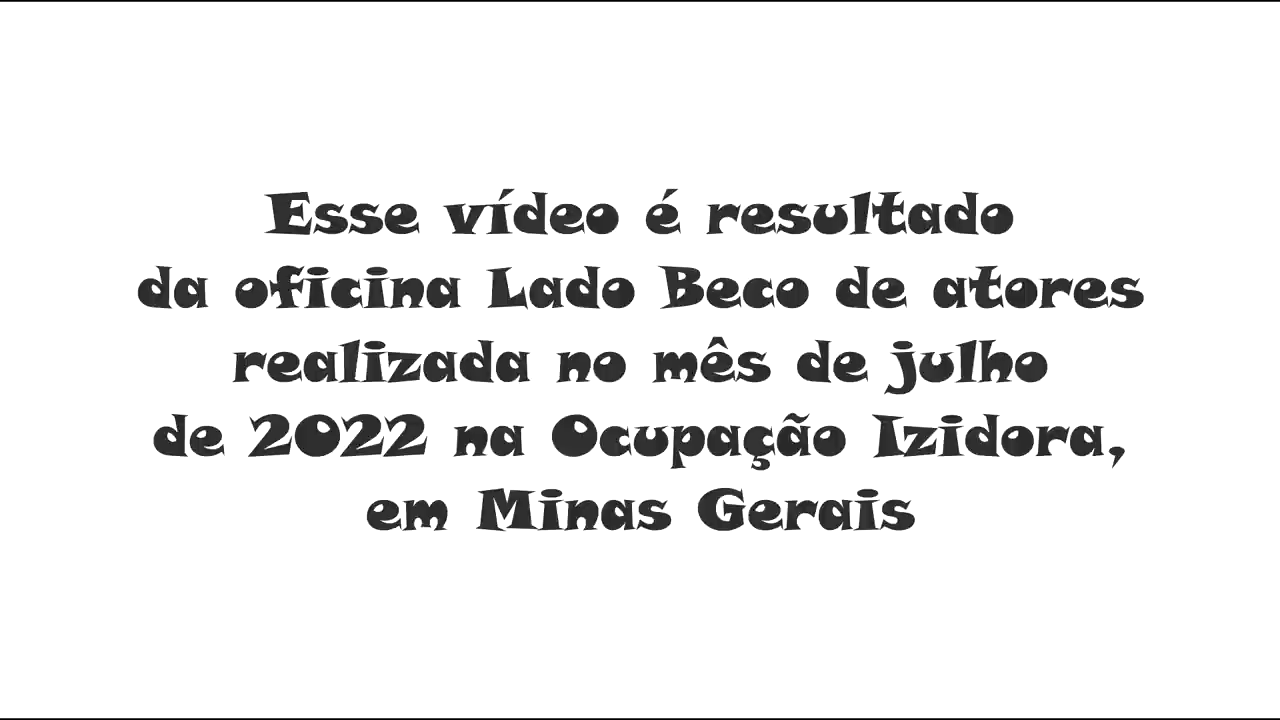 Esse vídeo é resultado
da oficina Lado Beco de atores
realizada no mês de julho
de 2022 na Ocupação Izidora,
em Minas Gerais